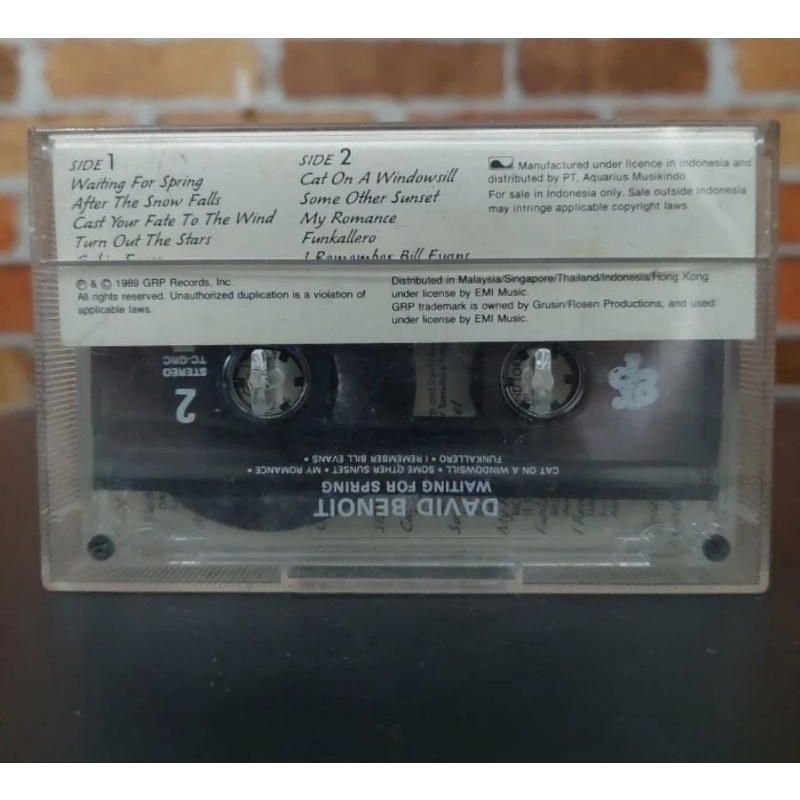 SIDE 1
Waiting For Spring
After The Snow Falls
Cast Your Fate To The Wind
Turn Out The Stars
SIDE 2
Cat On A Windowsill
Some Other Sunset
My Romance
Funkallero
I Remember Bill Evans
Manufactured under licence in Indonesia and
distributed by PT. Aquarius Musikindo
For sale in Indonesia only. Sale outside Indonesia
may intringe applicable copyright laws
℗ & © 1989 GRP Records, Inc.
All rights reserved. Unauthorized duplication is a violation of
applicable laws.
Distributed in Malaysia/Singapore/Thailand/Indonesia/Hong Kong
under license by EMI Music.
GRP trademark is owned by Grusin/Rosen Productions, and used
under license by EMI Music.
DAVID BENOIT
WAITING FOR SPRING
CAT ON A WINDOWSILL • SOME OTHER SUNSET • MY ROMANCE •
FUNKALLERO • I REMEMBER BILL EVANS •
2
STEREO
TC-GRC